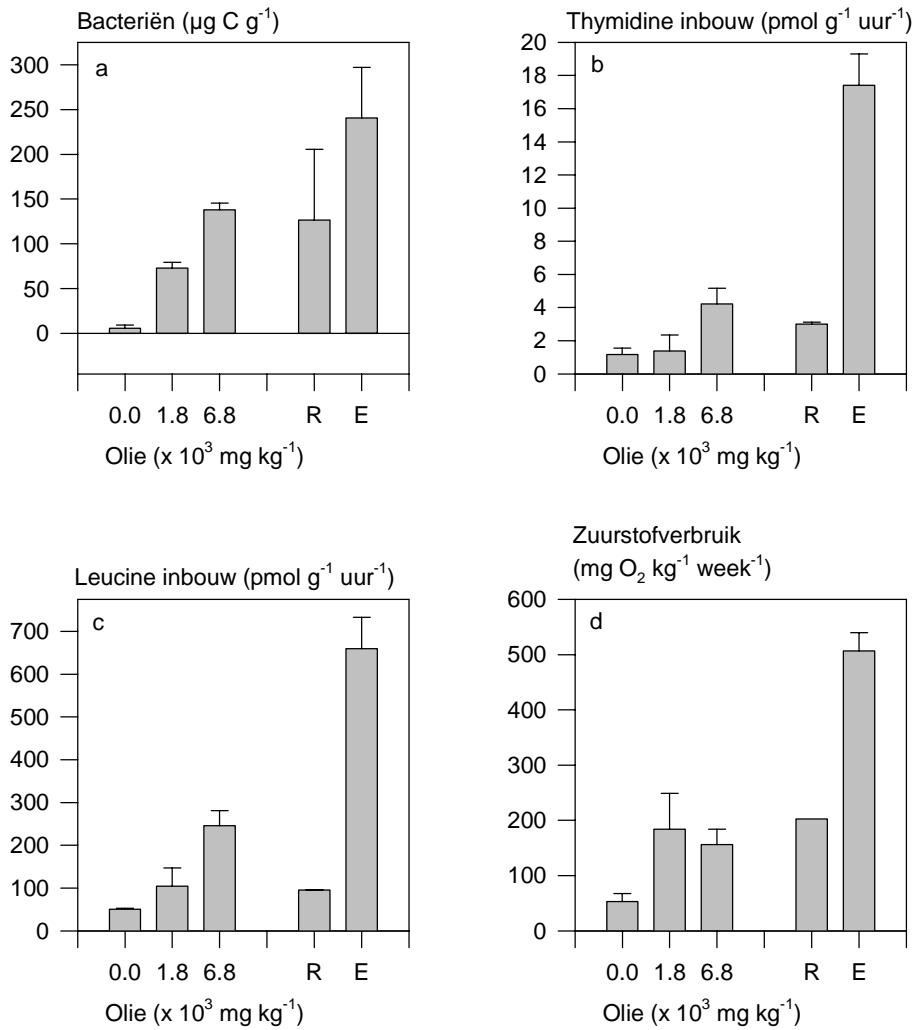 Bacteriën (µg C g⁻¹)
a
300
250
200
150
100
50
0
0.0 1.8 6.8 R E
Olie (x 10³ mg kg⁻¹)
Thymidine inbouw (pmol g⁻¹ uur⁻¹)
b
20
18
16
14
12
10
8
6
4
2
0
0.0 1.8 6.8 R E
Olie (x 10³ mg kg⁻¹)
Leucine inbouw (pmol g⁻¹ uur⁻¹)
c
700
600
500
400
300
200
100
0
0.0 1.8 6.8 R E
Olie (x 10³ mg kg⁻¹)
Zuurstofverbruik
(mg O₂ kg⁻¹ week⁻¹)
d
600
500
400
300
200
100
0
0.0 1.8 6.8 R E
Olie (x 10³ mg kg⁻¹)